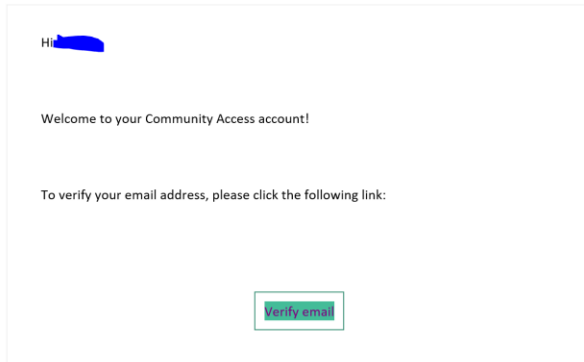 Hi
Welcome to your Community Access account!
To verify your email address, please click the following link:
Verify email